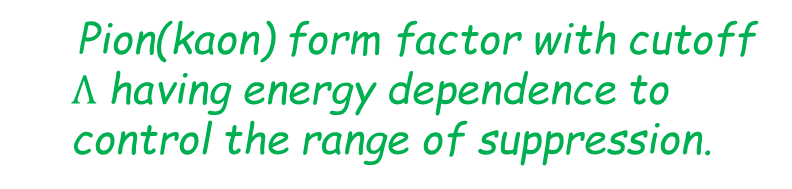 Pion(kaon) form factor with cutoff
Λ having energy dependence to
control the range of suppression.